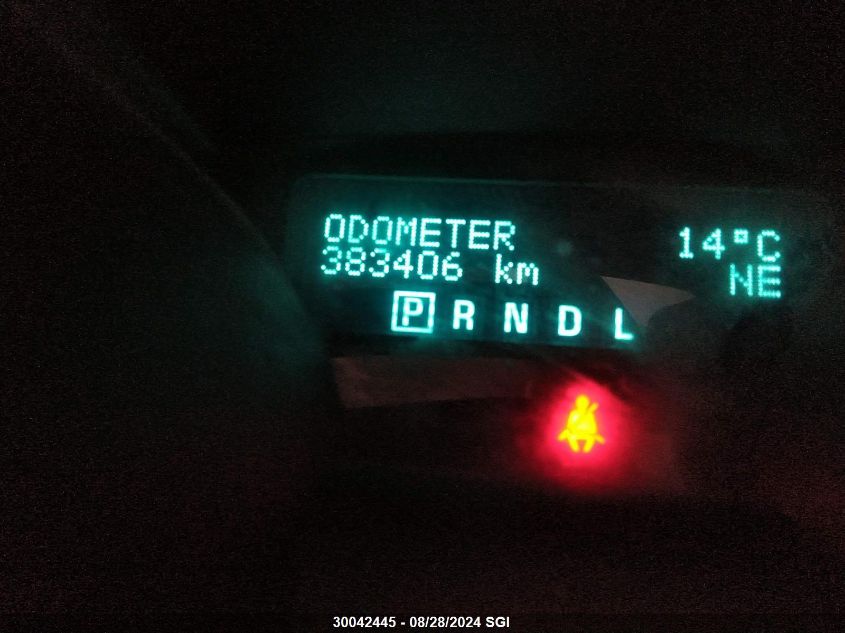 ODOMETER 14°C
383406 km NE
P R N D L
30042445 - 08/28/2024 SGI